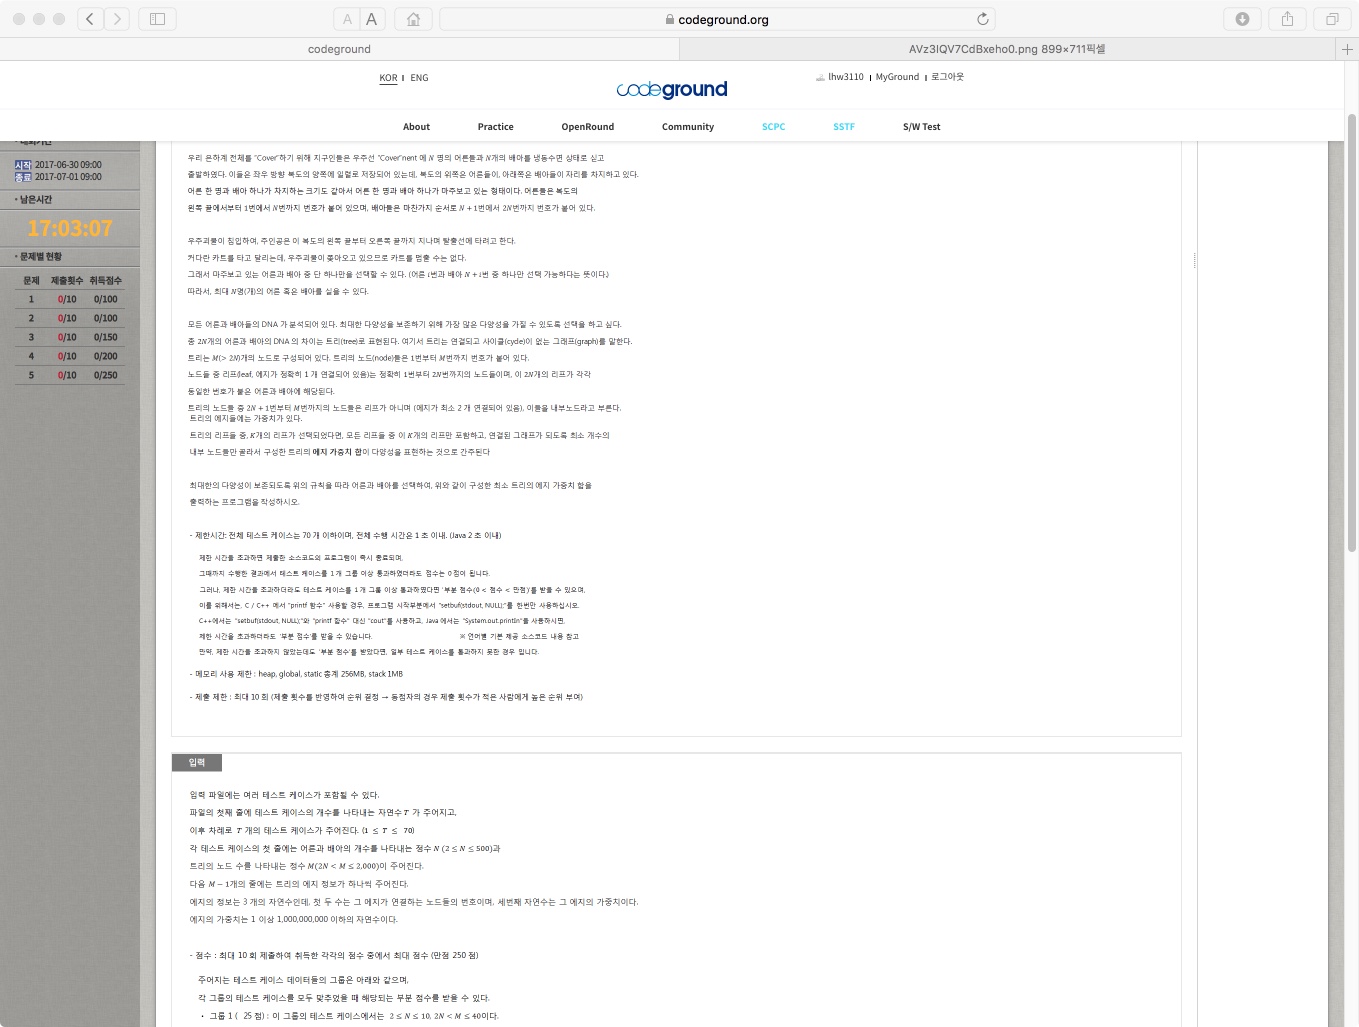 A A
codeground.org
codeground
AVz3IQV7CdBxeho0.png 899×711픽셀
KOR ENG
codeground
lhw3110 MyGround 로그아웃
About Practice OpenRound Community SCPC SSTF S/W Test
시작 2017-06-30 09:00
종료 2017-07-01 09:00
· 남은시간
17:03:07
· 문제별 현황
문제 제출횟수 취득점수
1 0/10 0/100
2 0/10 0/100
3 0/10 0/150
4 0/10 0/200
5 0/10 0/250
우리 은하계 전체를 "Cover"하기 위해 지구인들은 우주선 "Cover"nent 에 N 명의 어른들과 N개의 배아를 냉동수면 상태로 싣고
출발하였다. 이들은 좌우 방향 복도의 양쪽에 일렬로 저장되어 있는데, 복도의 위쪽은 어른들이, 아래쪽은 배아들이 자리를 차지하고 있다.
어른 한 명과 배아 하나가 차지하는 크기도 같아서 어른 한 명과 배아 하나가 마주보고 있는 형태이다. 어른들은 복도의
왼쪽 끝에서부터 1번에서 N번까지 번호가 붙어 있으며, 배아들은 마찬가지 순서로 N + 1번에서 2N번까지 번호가 붙어 있다.
우주괴물이 침입하여, 주인공은 이 복도의 왼쪽 끝부터 오른쪽 끝까지 지나며 탈출선에 타려고 한다.
커다란 카트를 타고 달리는데, 우주괴물이 쫓아오고 있으므로 카트를 멈출 수는 없다.
그래서 마주보고 있는 어른과 배아 중 단 하나만을 선택할 수 있다. (어른 i번과 배아 N + i번 중 하나만 선택 가능하다는 뜻이다.)
따라서, 최대 N명(개)의 어른 혹은 배아를 실을 수 있다.
모든 어른과 배아들의 DNA 가 분석되어 있다. 최대한 다양성을 보존하기 위해 가장 많은 다양성을 가질 수 있도록 선택을 하고 싶다.
총 2N개의 어른과 배아의 DNA 의 차이는 트리(tree)로 표현된다. 여기서 트리는 연결되고 사이클(cycle)이 없는 그래프(graph)를 말한다.
트리는 M(> 2N)개의 노드로 구성되어 있다. 트리의 노드(node)들은 1번부터 M번까지 번호가 붙어 있다.
노드들 중 리프(leaf, 에지가 정확히 1 개 연결되어 있음)는 정확히 1번부터 2N번까지의 노드들이며, 이 2N개의 리프가 각각
동일한 번호가 붙은 어른과 배아에 해당된다.
트리의 노드들 중 2N + 1번부터 M번까지의 노드들은 리프가 아니며 (에지가 최소 2 개 연결되어 있음), 이들을 내부노드라고 부른다.
트리의 에지들에는 가중치가 있다.
트리의 리프들 중, K개의 리프가 선택되었다면, 모든 리프들 중 이 K개의 리프만 포함하고, 연결된 그래프가 되도록 최소 개수의
내부 노드들만 골라서 구성한 트리의 에지 가중치 합이 다양성을 표현하는 것으로 간주된다
최대한의 다양성이 보존되도록 위의 규칙을 따라 어른과 배아를 선택하여, 위와 같이 구성한 최소 트리의 에지 가중치 합을
출력하는 프로그램을 작성하시오.
- 제한시간: 전체 테스트 케이스는 70 개 이하이며, 전체 수행 시간은 1 초 이내. (Java 2 초 이내)
제한 시간을 초과하면 제출한 소스코드의 프로그램이 즉시 종료되며,
그때까지 수행한 결과에서 테스트 케이스를 1 개 그룹 이상 통과하였더라도 점수는 0 점이 됩니다.
그러나, 제한 시간을 초과하더라도 테스트 케이스를 1 개 그룹 이상 통과하였다면 '부분 점수(0 < 점수 < 만점)'를 받을 수 있으며,
이를 위해서는, C / C++ 에서 "printf 함수" 사용할 경우, 프로그램 시작부분에서 "setbuf(stdout, NULL);"를 한번만 사용하십시오.
C++에서는 "setbuf(stdout, NULL);"와 "printf 함수" 대신 "cout"를 사용하고, Java 에서는 "System.out.printin"을 사용하시면,
제한 시간을 초과하더라도 '부분 점수'를 받을 수 있습니다. ※ 언어별 기본 제공 소스코드 내용 참고
만약, 제한 시간을 초과하지 않았는데도 '부분 점수'를 받았다면, 일부 테스트 케이스를 통과하지 못한 경우 입니다.
- 메모리 사용 제한 : heap, global, static 총계 256MB, stack 1MB
- 제출 제한 : 최대 10 회 (제출 횟수를 반영하여 순위 결정 → 동점자의 경우 제출 횟수가 적은 사람에게 높은 순위 부여)
입력
입력 파일에는 여러 테스트 케이스가 포함될 수 있다.
파일의 첫째 줄에 테스트 케이스의 개수를 나타내는 자연수 T 가 주어지고,
이후 차례로 T 개의 테스트 케이스가 주어진다. (1 ≤ T ≤ 70)
각 테스트 케이스의 첫 줄에는 어른과 배아의 개수를 나타내는 정수 N (2 ≤ N ≤ 500)과
트리의 노드 수를 나타내는 정수 M(2N < M ≤ 2,000)이 주어진다.
다음 M − 1개의 줄에는 트리의 에지 정보가 하나씩 주어진다.
에지의 정보는 3 개의 자연수인데, 첫 두 수는 그 에지가 연결하는 노드들의 번호이며, 세번째 자연수는 그 에지의 가중치이다.
에지의 가중치는 1 이상 1,000,000,000 이하의 자연수이다.
- 점수 : 최대 10 회 제출하여 취득한 각각의 점수 중에서 최대 점수 (만점 250 점)
주어지는 테스트 케이스 데이터들의 그룹은 아래와 같으며,
각 그룹의 테스트 케이스를 모두 맞추었을 때 해당되는 부분 점수를 받을 수 있다.
• 그룹 1 ( 25 점) : 이 그룹의 테스트 케이스에서는 2 ≤ N ≤ 10, 2N < M ≤ 40이다.